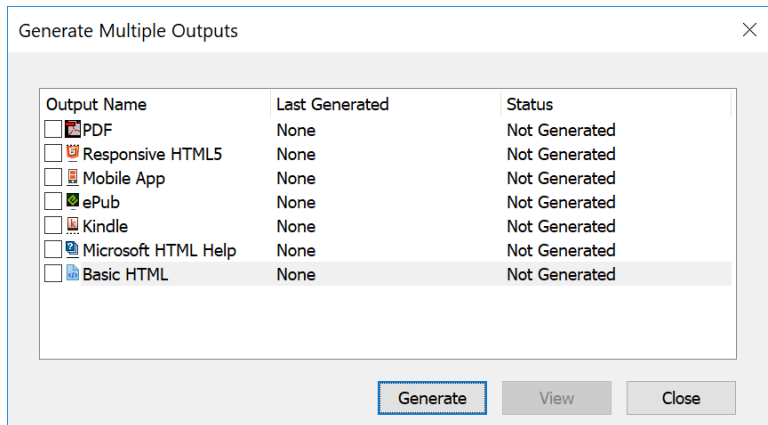 Generate Multiple Outputs
Output Name Last Generated Status
PDF None Not Generated
Responsive HTML5 None Not Generated
Mobile App None Not Generated
ePub None Not Generated
Kindle None Not Generated
Microsoft HTML Help None Not Generated
Basic HTML None Not Generated
Generate View Close